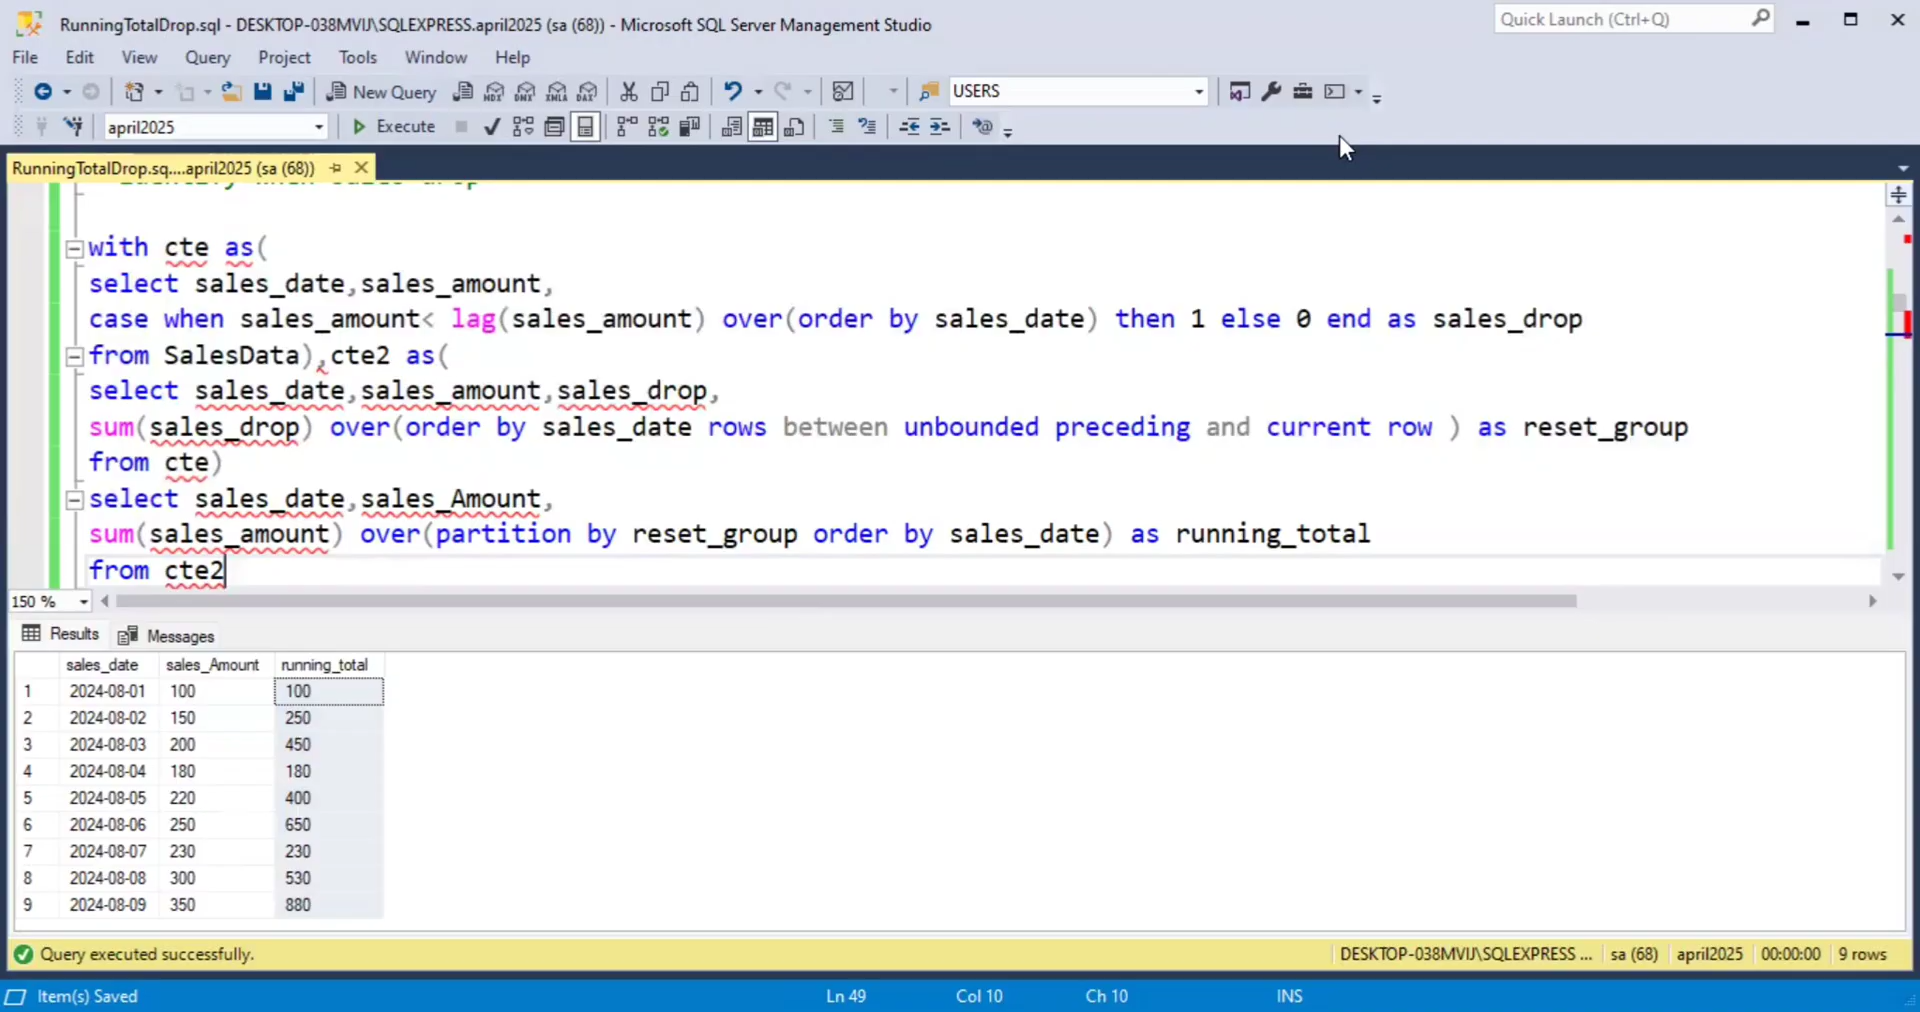 RunningTotalDrop.sql - DESKTOP-038MVIJ\SQLEXPRESS.april2025 (sa (68)) - Microsoft SQL Server Management Studio
Quick Launch (Ctrl+Q)
File Edit View Query Project Tools Window Help
New Query
MDX DMX XMLA DAX
USERS
april2025
Execute
RunningTotalDrop.sq....april2025 (sa (68))
with cte as(
select sales_date,sales_amount,
case when sales_amount< lag(sales_amount) over(order by sales_date) then 1 else 0 end as sales_drop
from SalesData),cte2 as(
select sales_date,sales_amount,sales_drop,
sum(sales_drop) over(order by sales_date rows between unbounded preceding and current row ) as reset_group
from cte)
select sales_date,sales_Amount,
sum(sales_amount) over(partition by reset_group order by sales_date) as running_total
from cte2
150 %
Results Messages
sales_date sales_Amount running_total
1 2024-08-01 100 100
2 2024-08-02 150 250
3 2024-08-03 200 450
4 2024-08-04 180 180
5 2024-08-05 220 400
6 2024-08-06 250 650
7 2024-08-07 230 230
8 2024-08-08 300 530
9 2024-08-09 350 880
Query executed successfully.
DESKTOP-038MVIJ\SQLEXPRESS ... sa (68) april2025 00:00:00 9 rows
Item(s) Saved
Ln 49 Col 10 Ch 10 INS